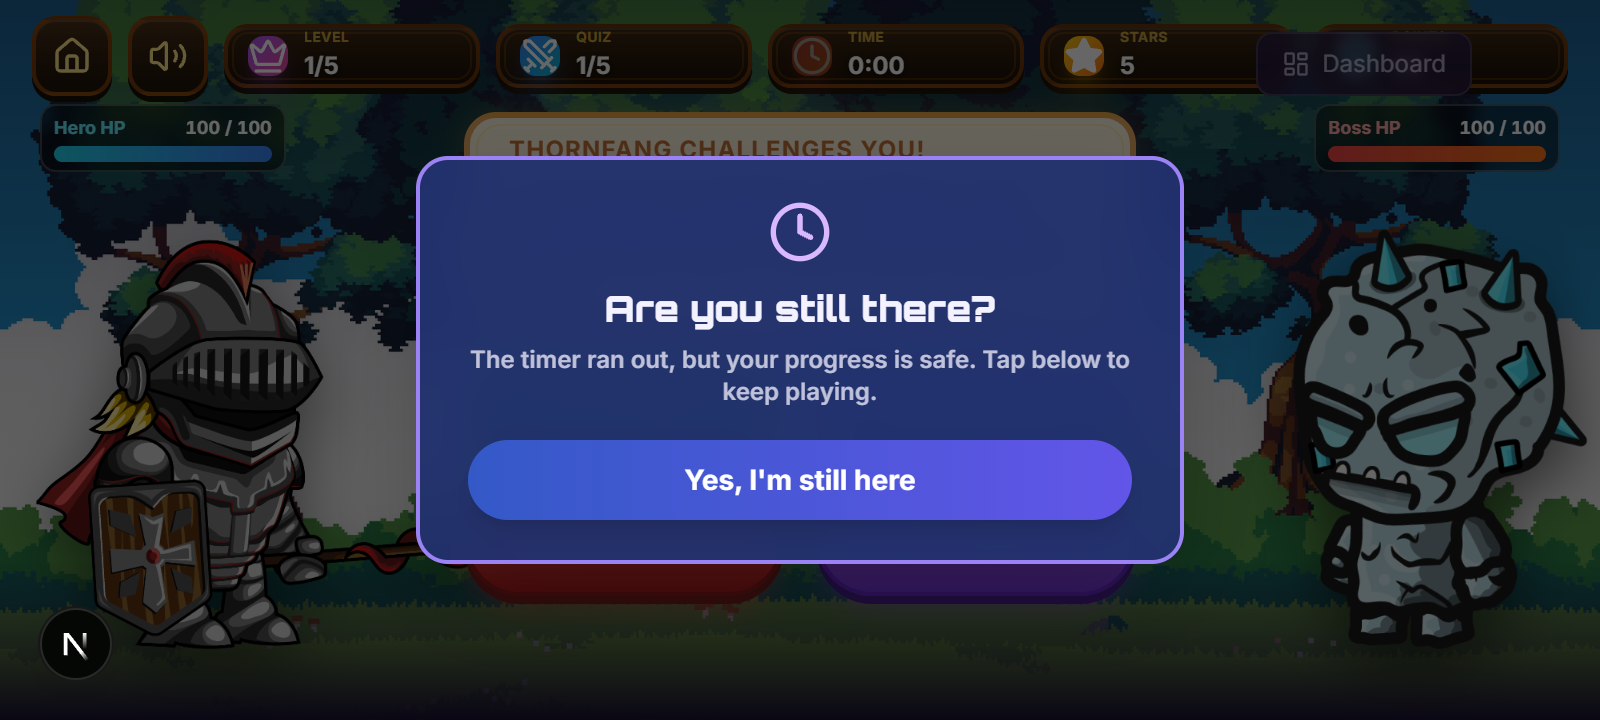 LEVEL
1/5
QUIZ
1/5
TIME
0:00
STARS
5
Dashboard
Hero HP 100 / 100
Boss HP 100 / 100
THORNFANG CHALLENGES YOU!
Are you still there?
The timer ran out, but your progress is safe. Tap below to
keep playing.
Yes, I'm still here
N